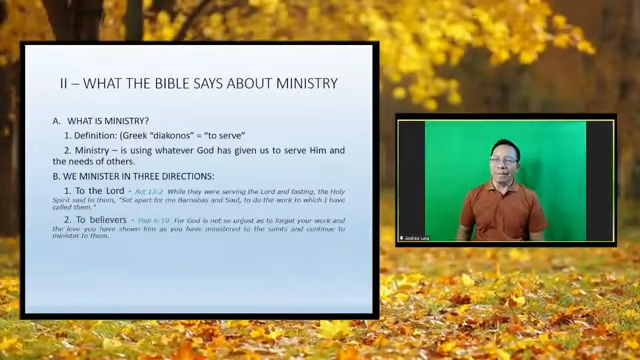 II – WHAT THE BIBLE SAYS ABOUT MINISTRY
A. WHAT IS MINISTRY?
1. Definition: (Greek "diakonos" = "to serve"
2. Ministry – is using whatever God has given us to serve Him and
the needs of others.
B. WE MINISTER IN THREE DIRECTIONS:
1. To the Lord - Act 13:2 While they were serving the Lord and fasting, the Holy
Spirit said to them, "Set apart for me Barnabas and Saul, to do the work to which I have
called them."
2. To believers – Heb 6:10 For God is not so unjust as to forget your work and
the love you have shown him as you have ministered to the saints and continue to
minister to them.
Andrew Luna